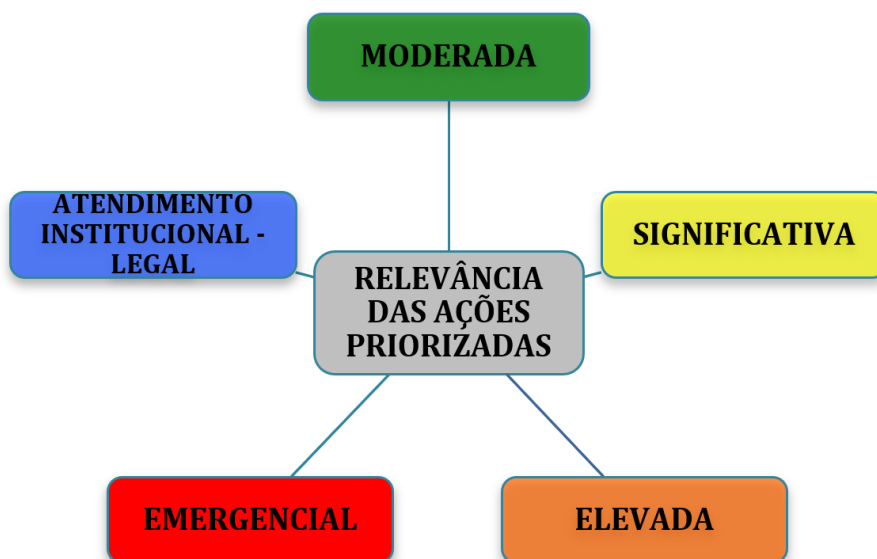 MODERADA
ATENDIMENTO
INSTITUCIONAL -
LEGAL
SIGNIFICATIVA
RELEVÂNCIA
DAS AÇÕES
PRIORIZADAS
EMERGENCIAL
ELEVADA